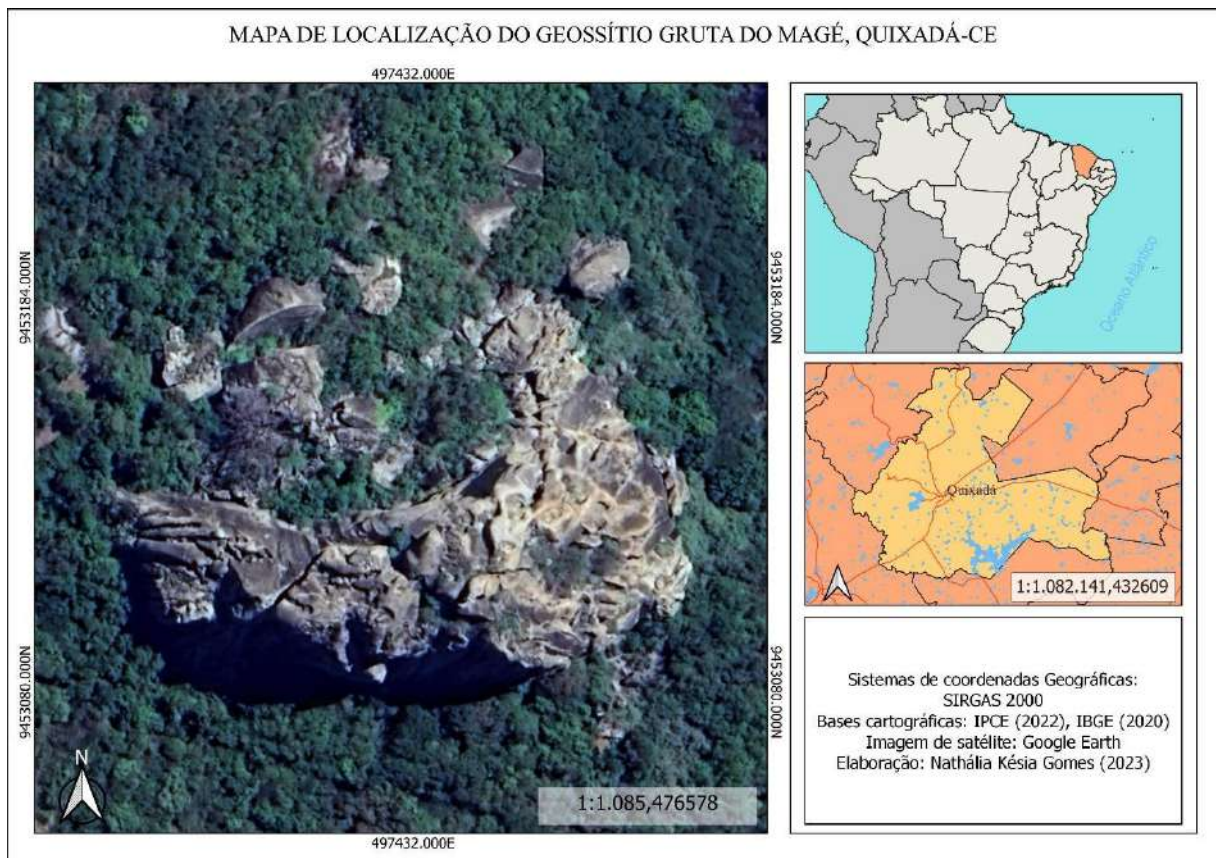 MAPA DE LOCALIZAÇÃO DO GEOSSÍTIO GRUTA DO MAGÉ, QUIXADÁ-CE
497432.000E
9453184.000N
9453184.000N
9453080.000N
9453080.000N
N
1:1.085,476578
497432.000E
Oceano Atlântico
Quixadá
1:1.082.141,432609
Sistemas de coordenadas Geográficas:
SIRGAS 2000
Bases cartográficas: IPCE (2022), IBGE (2020)
Imagem de satélite: Google Earth
Elaboração: Nathália Késia Gomes (2023)